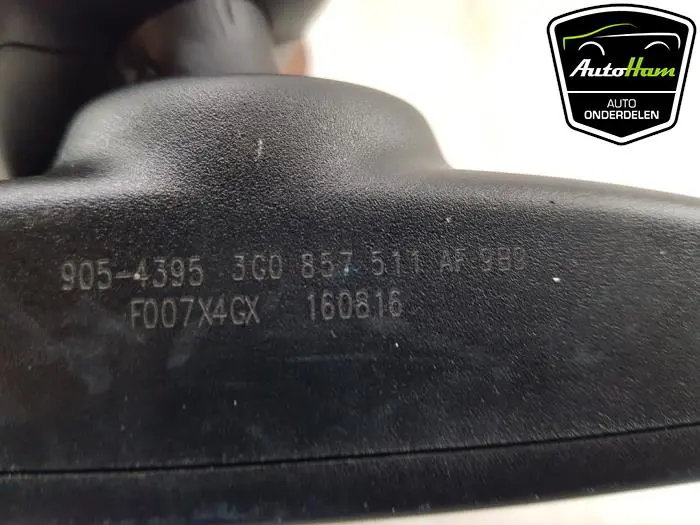 AutoHam
AUTO
ONDERDELEN
905-4395 3G0 857 511 AF 9B9
F007X4GX 160816